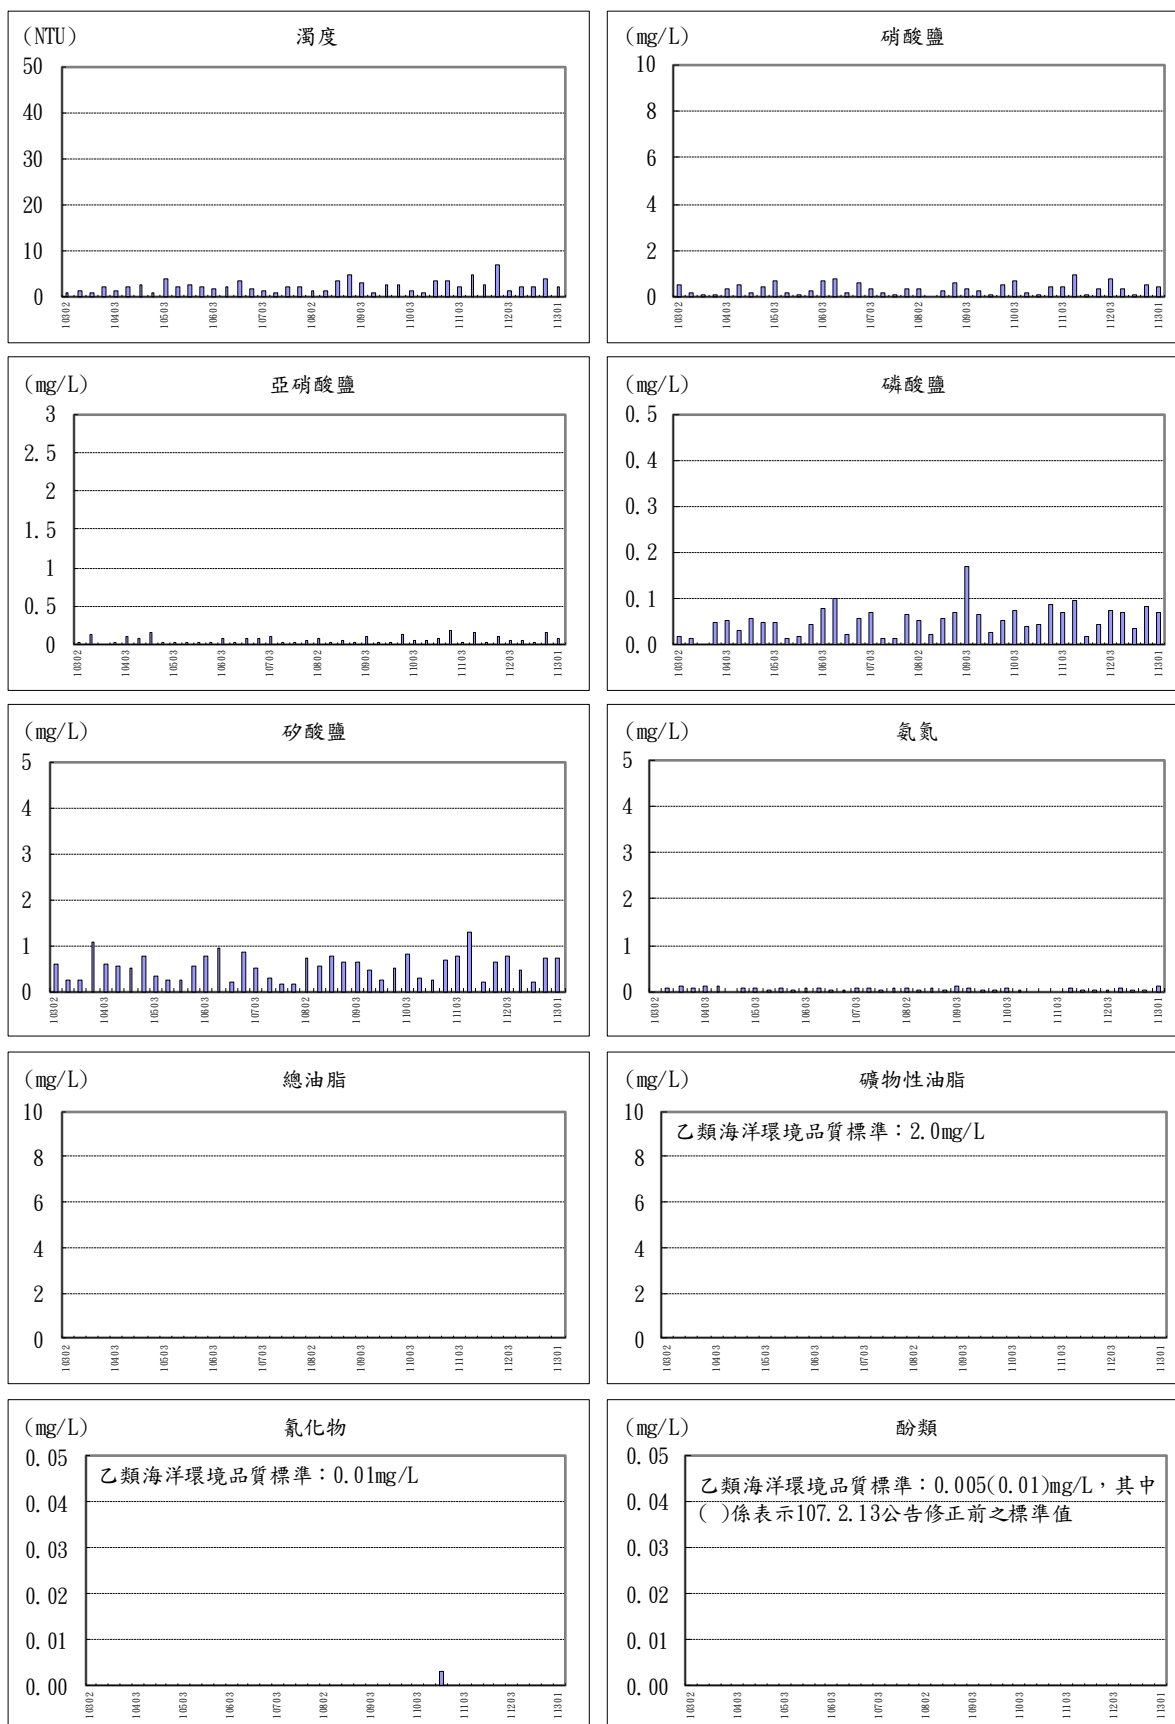 (NTU) 濁度
50
40
30
20
10
0
10302 10403 10503 10603 10703 10802 10903 11003 11103 11203 11301
(mg/L) 硝酸鹽
10
8
6
4
2
0
10302 10403 10503 10603 10703 10802 10903 11003 11103 11203 11301
(mg/L) 亞硝酸鹽
3
2.5
2
1.5
1
0.5
0
10302 10403 10503 10603 10703 10802 10903 11003 11103 11203 11301
(mg/L) 磷酸鹽
0.5
0.4
0.3
0.2
0.1
0.0
10302 10403 10503 10603 10703 10802 10903 11003 11103 11203 11301
(mg/L) 矽酸鹽
5
4
3
2
1
0
10302 10403 10503 10603 10703 10802 10903 11003 11103 11203 11301
(mg/L) 氨氮
5
4
3
2
1
0
10302 10403 10503 10603 10703 10802 10903 11003 11103 11203 11301
(mg/L) 總油脂
10
8
6
4
2
0
10302 10403 10503 10603 10703 10802 10903 11003 11103 11203 11301
(mg/L) 礦物性油脂
乙類海洋環境品質標準：2.0mg/L
10
8
6
4
2
0
10302 10403 10503 10603 10703 10802 10903 11003 11103 11203 11301
(mg/L) 氰化物
乙類海洋環境品質標準：0.01mg/L
0.05
0.04
0.03
0.02
0.01
0.00
10302 10403 10503 10603 10703 10802 10903 11003 11103 11203 11301
(mg/L) 酚類
乙類海洋環境品質標準：0.005(0.01)mg/L，其中
( )係表示107.2.13公告修正前之標準值
0.05
0.04
0.03
0.02
0.01
0.00
10302 10403 10503 10603 10703 10802 10903 11003 11103 11203 11301